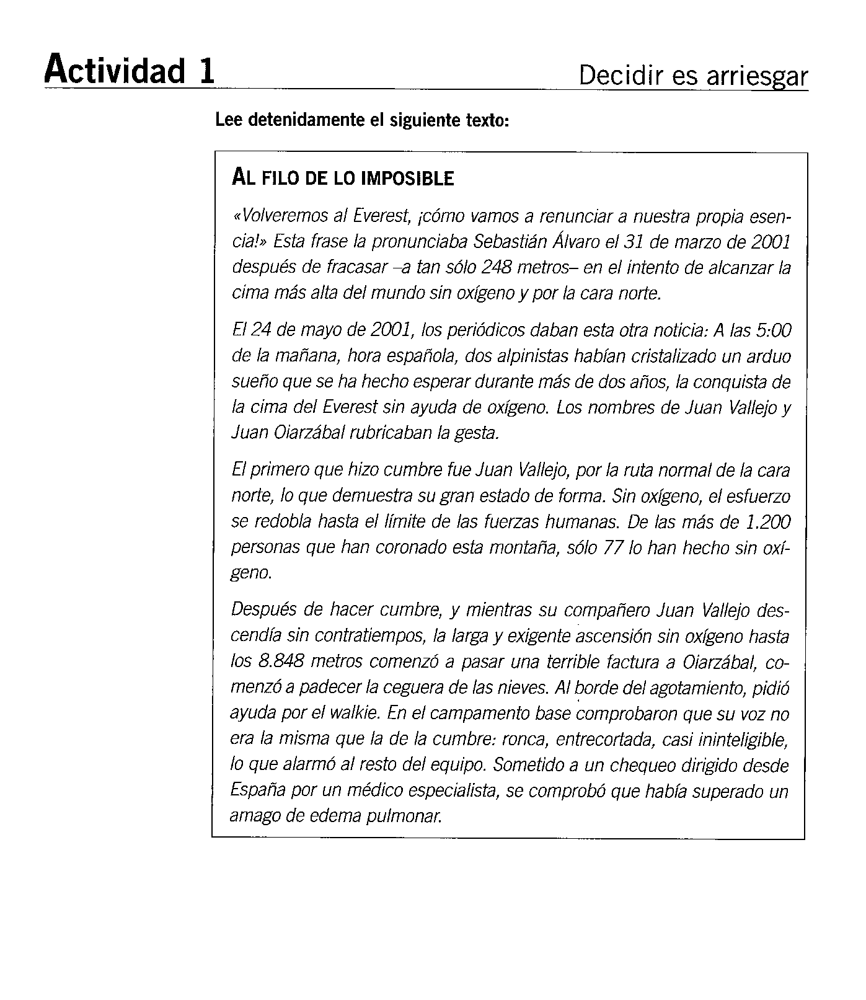 Actividad 1
Decidir es arriesgar
Lee detenidamente el siguiente texto:
AL FILO DE LO IMPOSIBLE
«Volveremos al Everest, ¡cómo vamos a renunciar a nuestra propia esen-
cia!» Esta frase la pronunciaba Sebastián Álvaro el 31 de marzo de 2001
después de fracasar –a tan sólo 248 metros– en el intento de alcanzar la
cima más alta del mundo sin oxígeno y por la cara norte.
El 24 de mayo de 2001, los periódicos daban esta otra noticia: A las 5:00
de la mañana, hora española, dos alpinistas habían cristalizado un arduo
sueño que se ha hecho esperar durante más de dos años, la conquista de
la cima del Everest sin ayuda de oxígeno. Los nombres de Juan Vallejo y
Juan Oiarzábal rubricaban la gesta.
El primero que hizo cumbre fue Juan Vallejo, por la ruta normal de la cara
norte, lo que demuestra su gran estado de forma. Sin oxígeno, el esfuerzo
se redobla hasta el límite de las fuerzas humanas. De las más de 1.200
personas que han coronado esta montaña, sólo 77 lo han hecho sin oxí-
geno.
Después de hacer cumbre, y mientras su compañero Juan Vallejo des-
cendía sin contratiempos, la larga y exigente ascensión sin oxígeno hasta
los 8.848 metros comenzó a pasar una terrible factura a Oiarzábal, co-
menzó a padecer la ceguera de las nieves. Al borde del agotamiento, pidió
ayuda por el walkie. En el campamento base comprobaron que su voz no
era la misma que la de la cumbre: ronca, entrecortada, casi ininteligible,
lo que alarmó al resto del equipo. Sometido a un chequeo dirigido desde
España por un médico especialista, se comprobó que había superado un
amago de edema pulmonar.